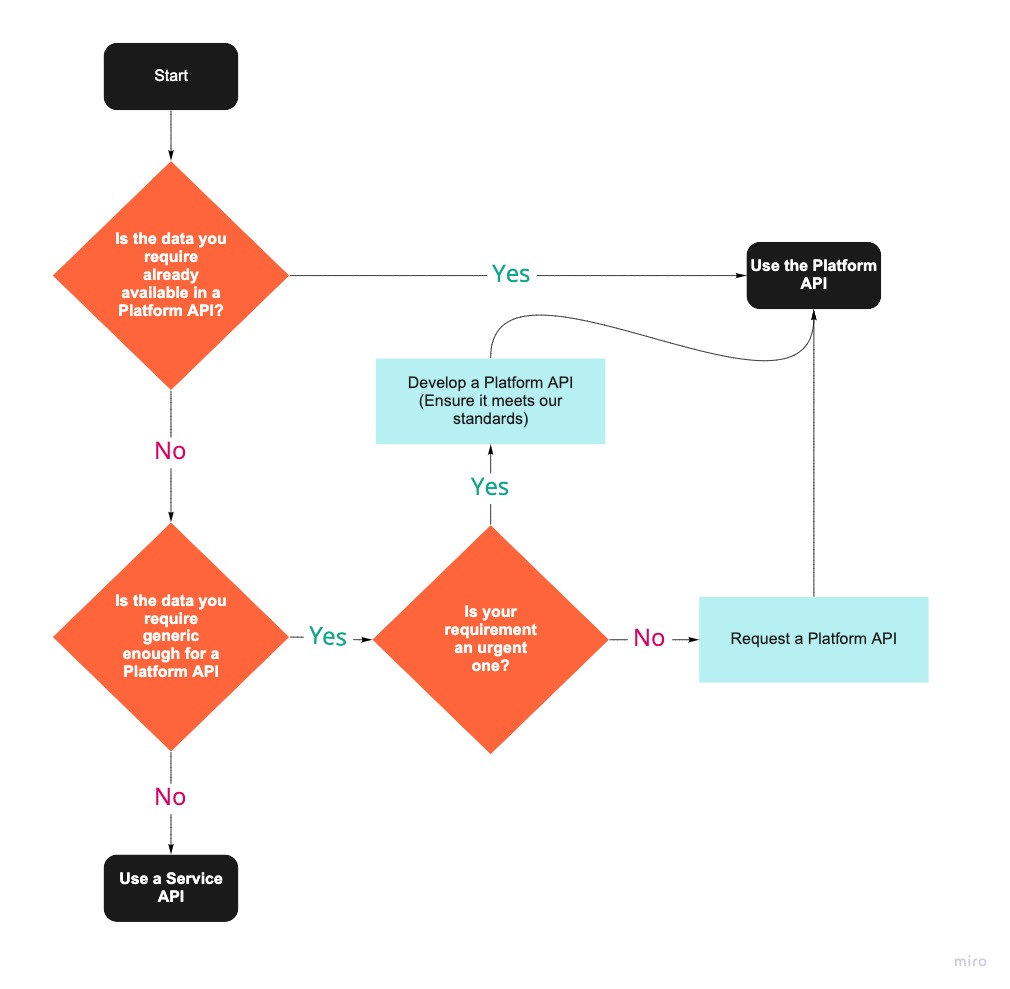 Start
Is the data you
require
already
available in a
Platform API?
Yes
Use the Platform
API
Develop a Platform API
(Ensure it meets our
standards)
No
Yes
Is the data you
require
generic
enough for a
Platform API
Yes
Is your
requirement
an urgent
one?
No
Request a Platform API
No
Use a Service
API
miro